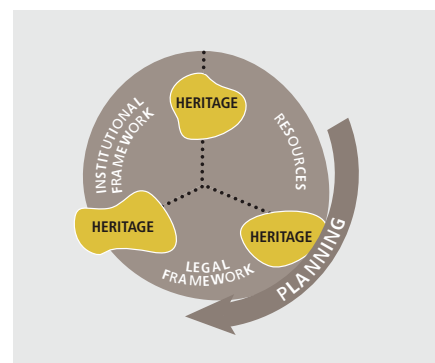 HERITAGE
INSTITUTIONAL
FRAMEWORK
RESOURCES
HERITAGE
HERITAGE
LEGAL
FRAMEWORK
PLANNING